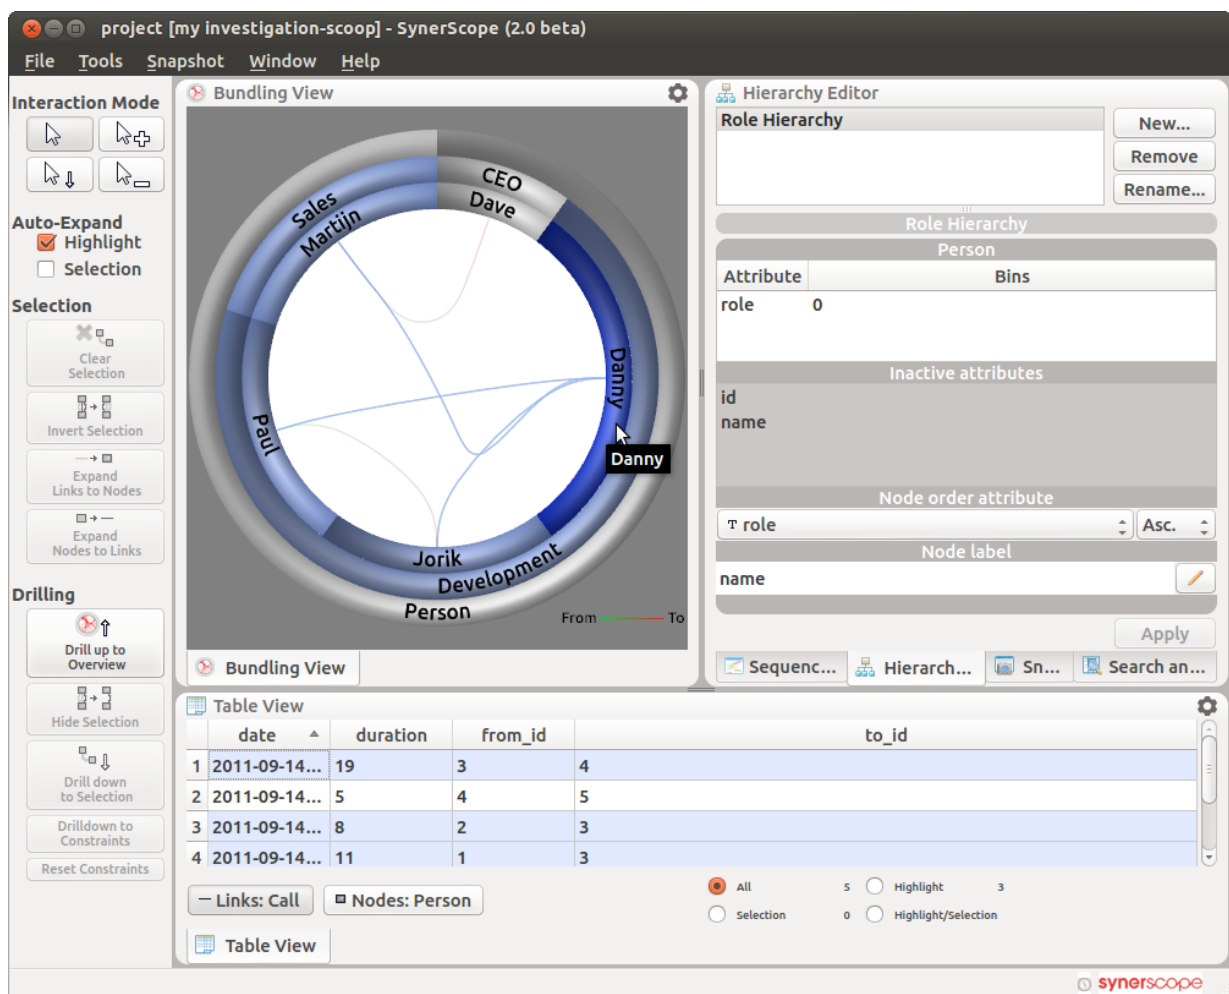 project [my investigation-scoop] - SynerScope (2.0 beta)
File Tools Snapshot Window Help
Interaction Mode
Auto-Expand
Highlight
Selection
Selection
Clear
Selection
Invert Selection
Expand
Links to Nodes
Expand
Nodes to Links
Drilling
Drill up to
Overview
Hide Selection
Drill down
to Selection
Drilldown to
Constraints
Reset Constraints
Bundling View
CEO
Dave
Sales
Martijn
Danny
Danny
Paul
Jorik
Development
Person
From To
Bundling View
Hierarchy Editor
Role Hierarchy
New...
Remove
Rename...
Role Hierarchy
Person
Attribute Bins
role 0
Inactive attributes
id
name
Node order attribute
T role Asc.
Node label
name
Apply
Sequenc... Hierarch... Sn... Search an...
Table View
date duration from_id to_id
1 2011-09-14... 19 3 4
2 2011-09-14... 5 4 5
3 2011-09-14... 8 2 3
4 2011-09-14... 11 1 3
Links: Call Nodes: Person
All 5 Highlight 3
Selection 0 Highlight/Selection
Table View
synerscope